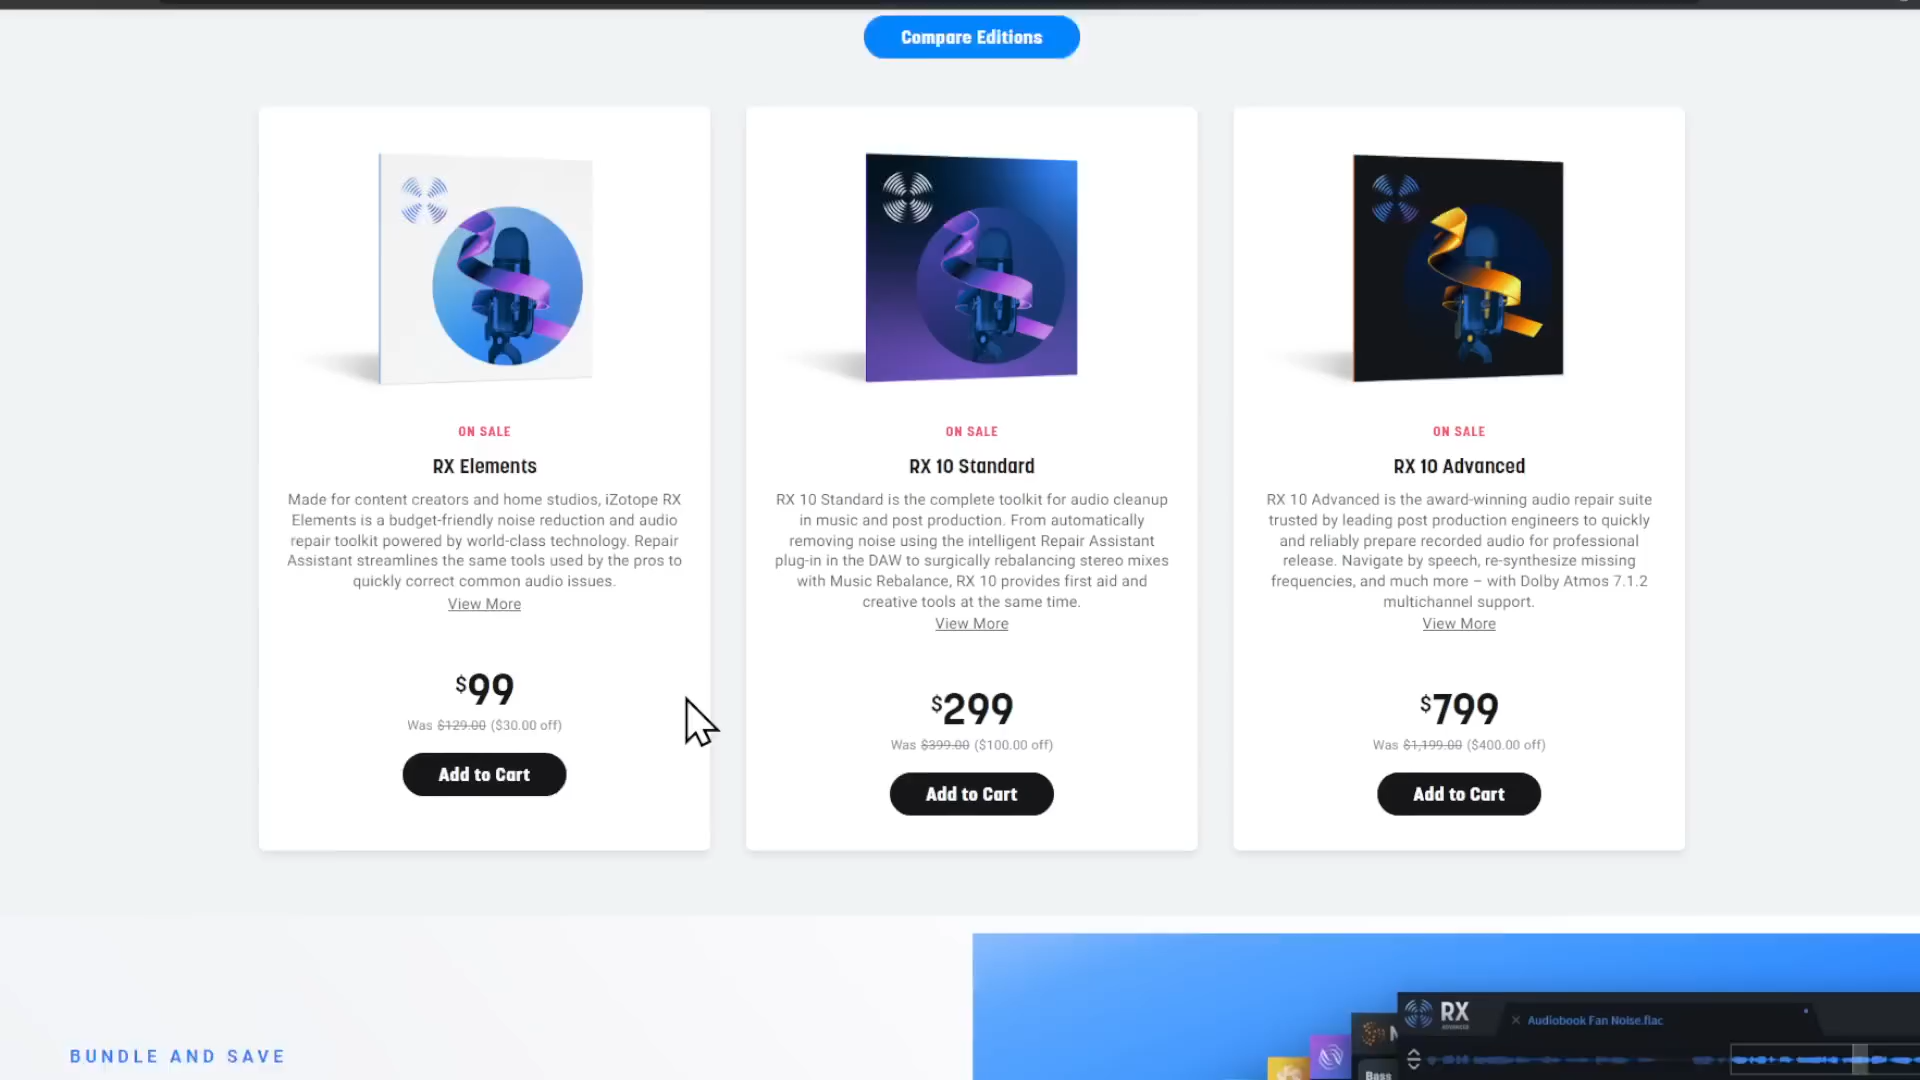 Compare Editions
ON SALE
RX Elements
Made for content creators and home studios, iZotope RX
Elements is a budget-friendly noise reduction and audio
repair toolkit powered by world-class technology. Repair
Assistant streamlines the same tools used by the pros to
quickly correct common audio issues.
View More
$99
Was $129.00 ($30.00 off)
Add to Cart
ON SALE
RX 10 Standard
RX 10 Standard is the complete toolkit for audio cleanup
in music and post production. From automatically
removing noise using the intelligent Repair Assistant
plug-in in the DAW to surgically rebalancing stereo mixes
with Music Rebalance, RX 10 provides first aid and
creative tools at the same time.
View More
$299
Was $399.00 ($100.00 off)
Add to Cart
ON SALE
RX 10 Advanced
RX 10 Advanced is the award-winning audio repair suite
trusted by leading post production engineers to quickly
and reliably prepare recorded audio for professional
release. Navigate by speech, re-synthesize missing
frequencies, and much more – with Dolby Atmos 7.1.2
multichannel support.
View More
$799
Was $1,199.00 ($400.00 off)
Add to Cart
BUNDLE AND SAVE
RX
ADVANCED
Audiobook Fan Noise.flac
Bass